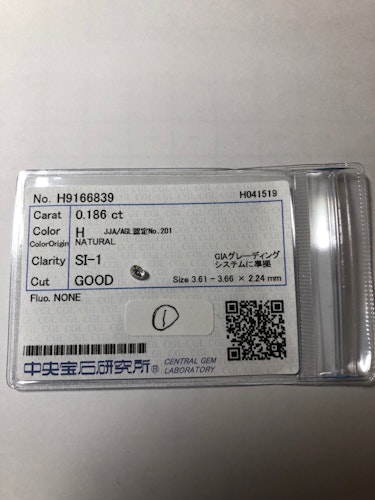 No. H9166839 H041519
Carat 0.186 ct
Color H JJA/AGL認定No.201
ColorOrigin NATURAL
Clarity SI-1 GIAグレーディング
システムに準拠
Cut GOOD Size 3.61 - 3.66 × 2.24 mm
Fluo. NONE
①
中央宝石研究所® CENTRAL GEM
LABORATORY